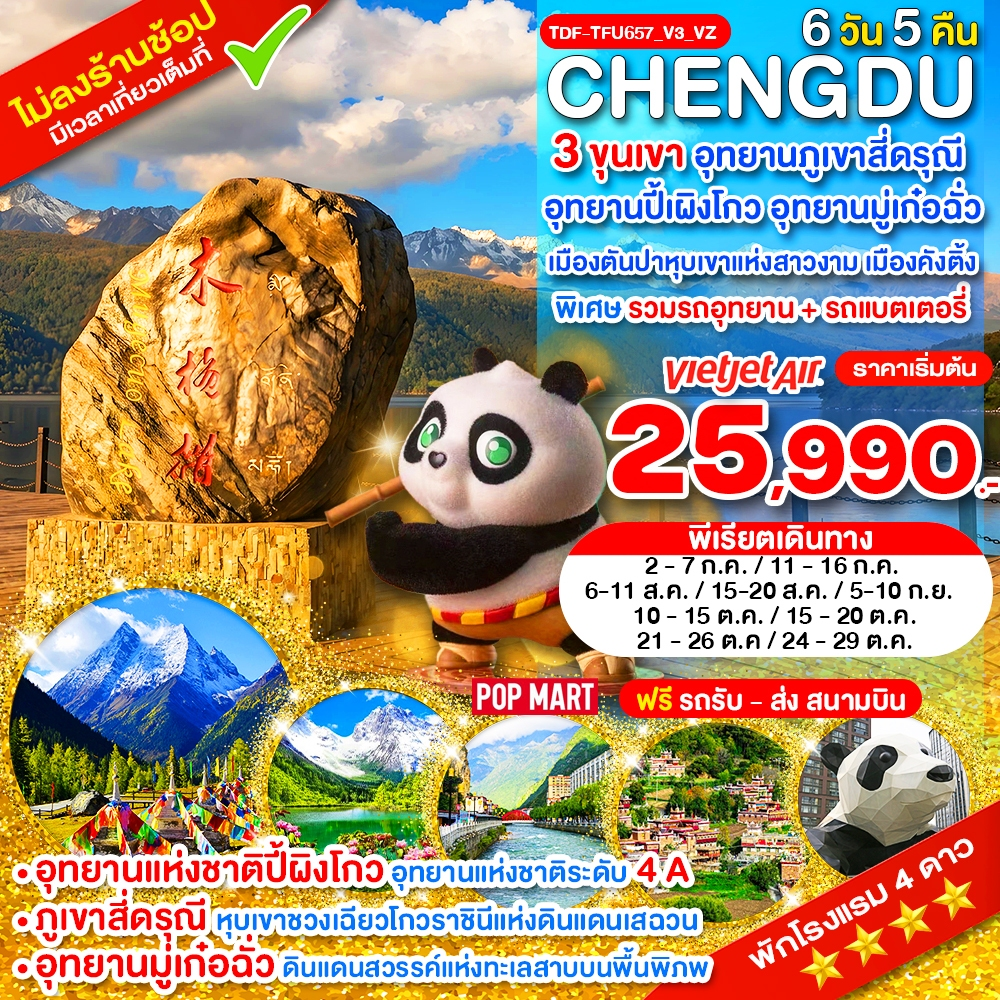 ไม่ลงร้านช้อป
มีเวลาเที่ยวเต็มที่
TDF-TFU657_V3_VZ
6 วัน 5 คืน
CHENGDU
3 ขุนเขา อุทยานภูเขาสี่ดรุณี
อุทยานปี้เผิงโกว อุทยานมู่เก๋อฉั่ว
เมืองตันปาหุบเขาแห่งสาวงาม เมืองคังติ้ง
พิเศษ รวมรถอุทยาน + รถแบตเตอรี่
vietjet Air
ราคาเริ่มต้น
25,990.-
พีเรียตเดินทาง
2 - 7 ก.ค. / 11 - 16 ก.ค.
6-11 ส.ค. / 15-20 ส.ค. / 5-10 ก.ย.
10 - 15 ต.ค. / 15 - 20 ต.ค.
21 - 26 ต.ค / 24 - 29 ต.ค.
木格措
POP MART
ฟรี รถรับ - ส่ง สนามบิน
• อุทยานแห่งชาติปี้ผิงโกว อุทยานแห่งชาติระดับ 4 A
• ภูเขาสี่ดรุณี หุบเขาชวงเฉียวโกวราชินีแห่งดินแดนเสฉวน
• อุทยานมู่เก๋อฉั่ว ดินแดนสวรรค์แห่งทะเลสาบบนพื้นพิภพ
พักโรงแรม 4 ดาว